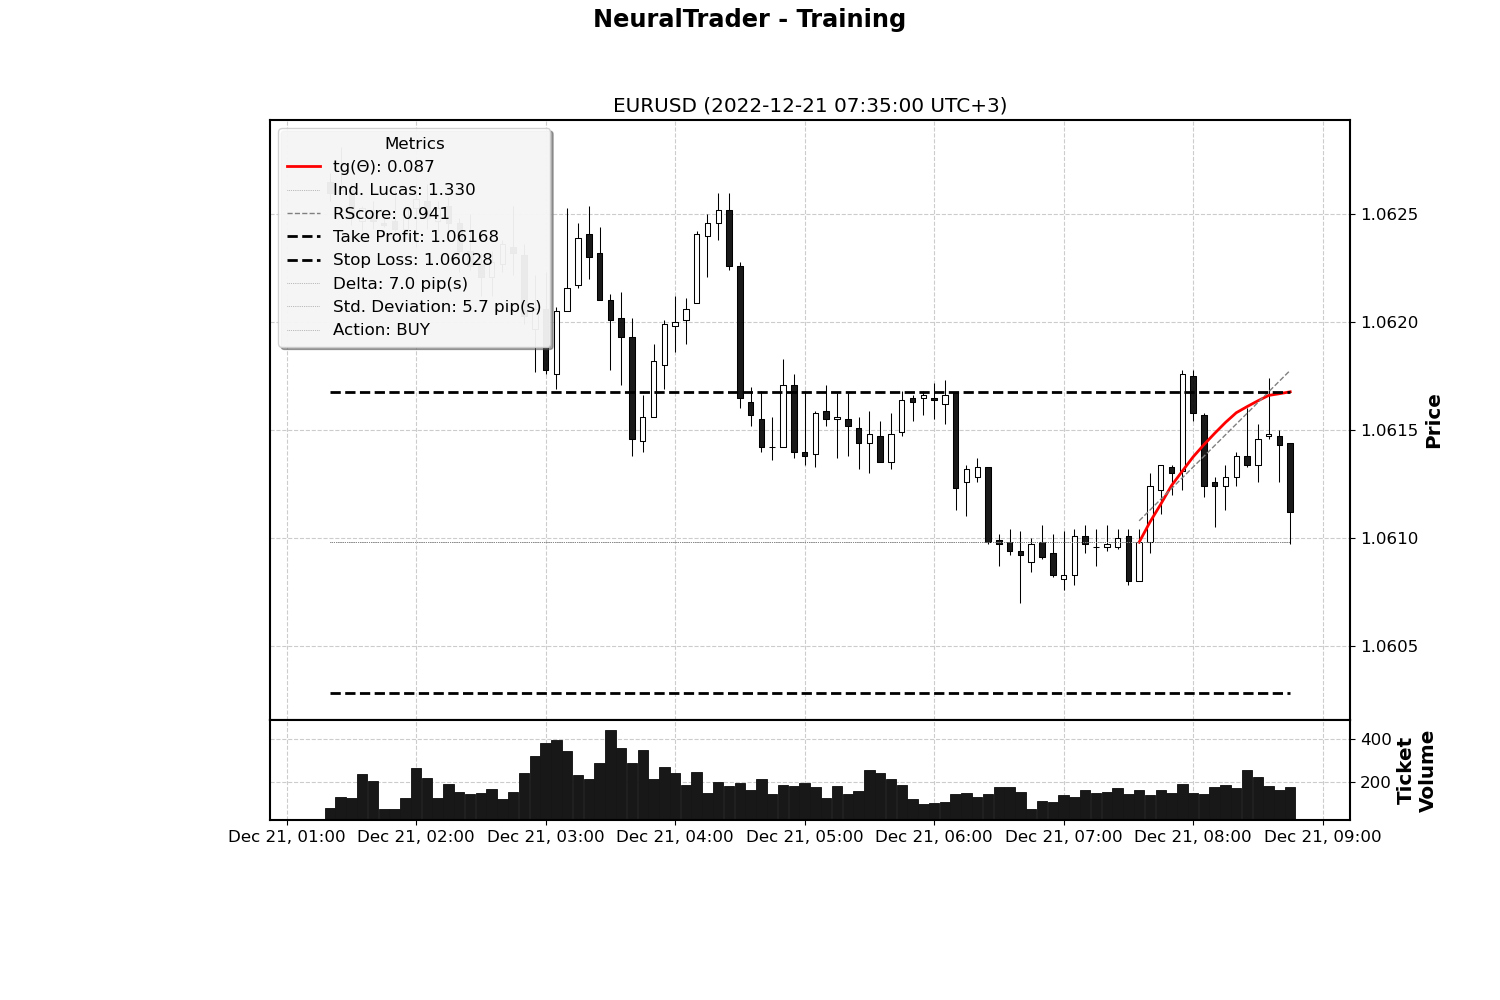 NeuralTrader - Training
EURUSD (2022-12-21 07:35:00 UTC+3)
Metrics
tg(Θ): 0.087
Ind. Lucas: 1.330
RScore: 0.941
Take Profit: 1.06168
Stop Loss: 1.06028
Delta: 7.0 pip(s)
Std. Deviation: 5.7 pip(s)
Action: BUY
1.0625
1.0620
1.0615
1.0610
1.0605
Price
400
200
Ticket
Volume
Dec 21, 01:00 Dec 21, 02:00 Dec 21, 03:00 Dec 21, 04:00 Dec 21, 05:00 Dec 21, 06:00 Dec 21, 07:00 Dec 21, 08:00 Dec 21, 09:00